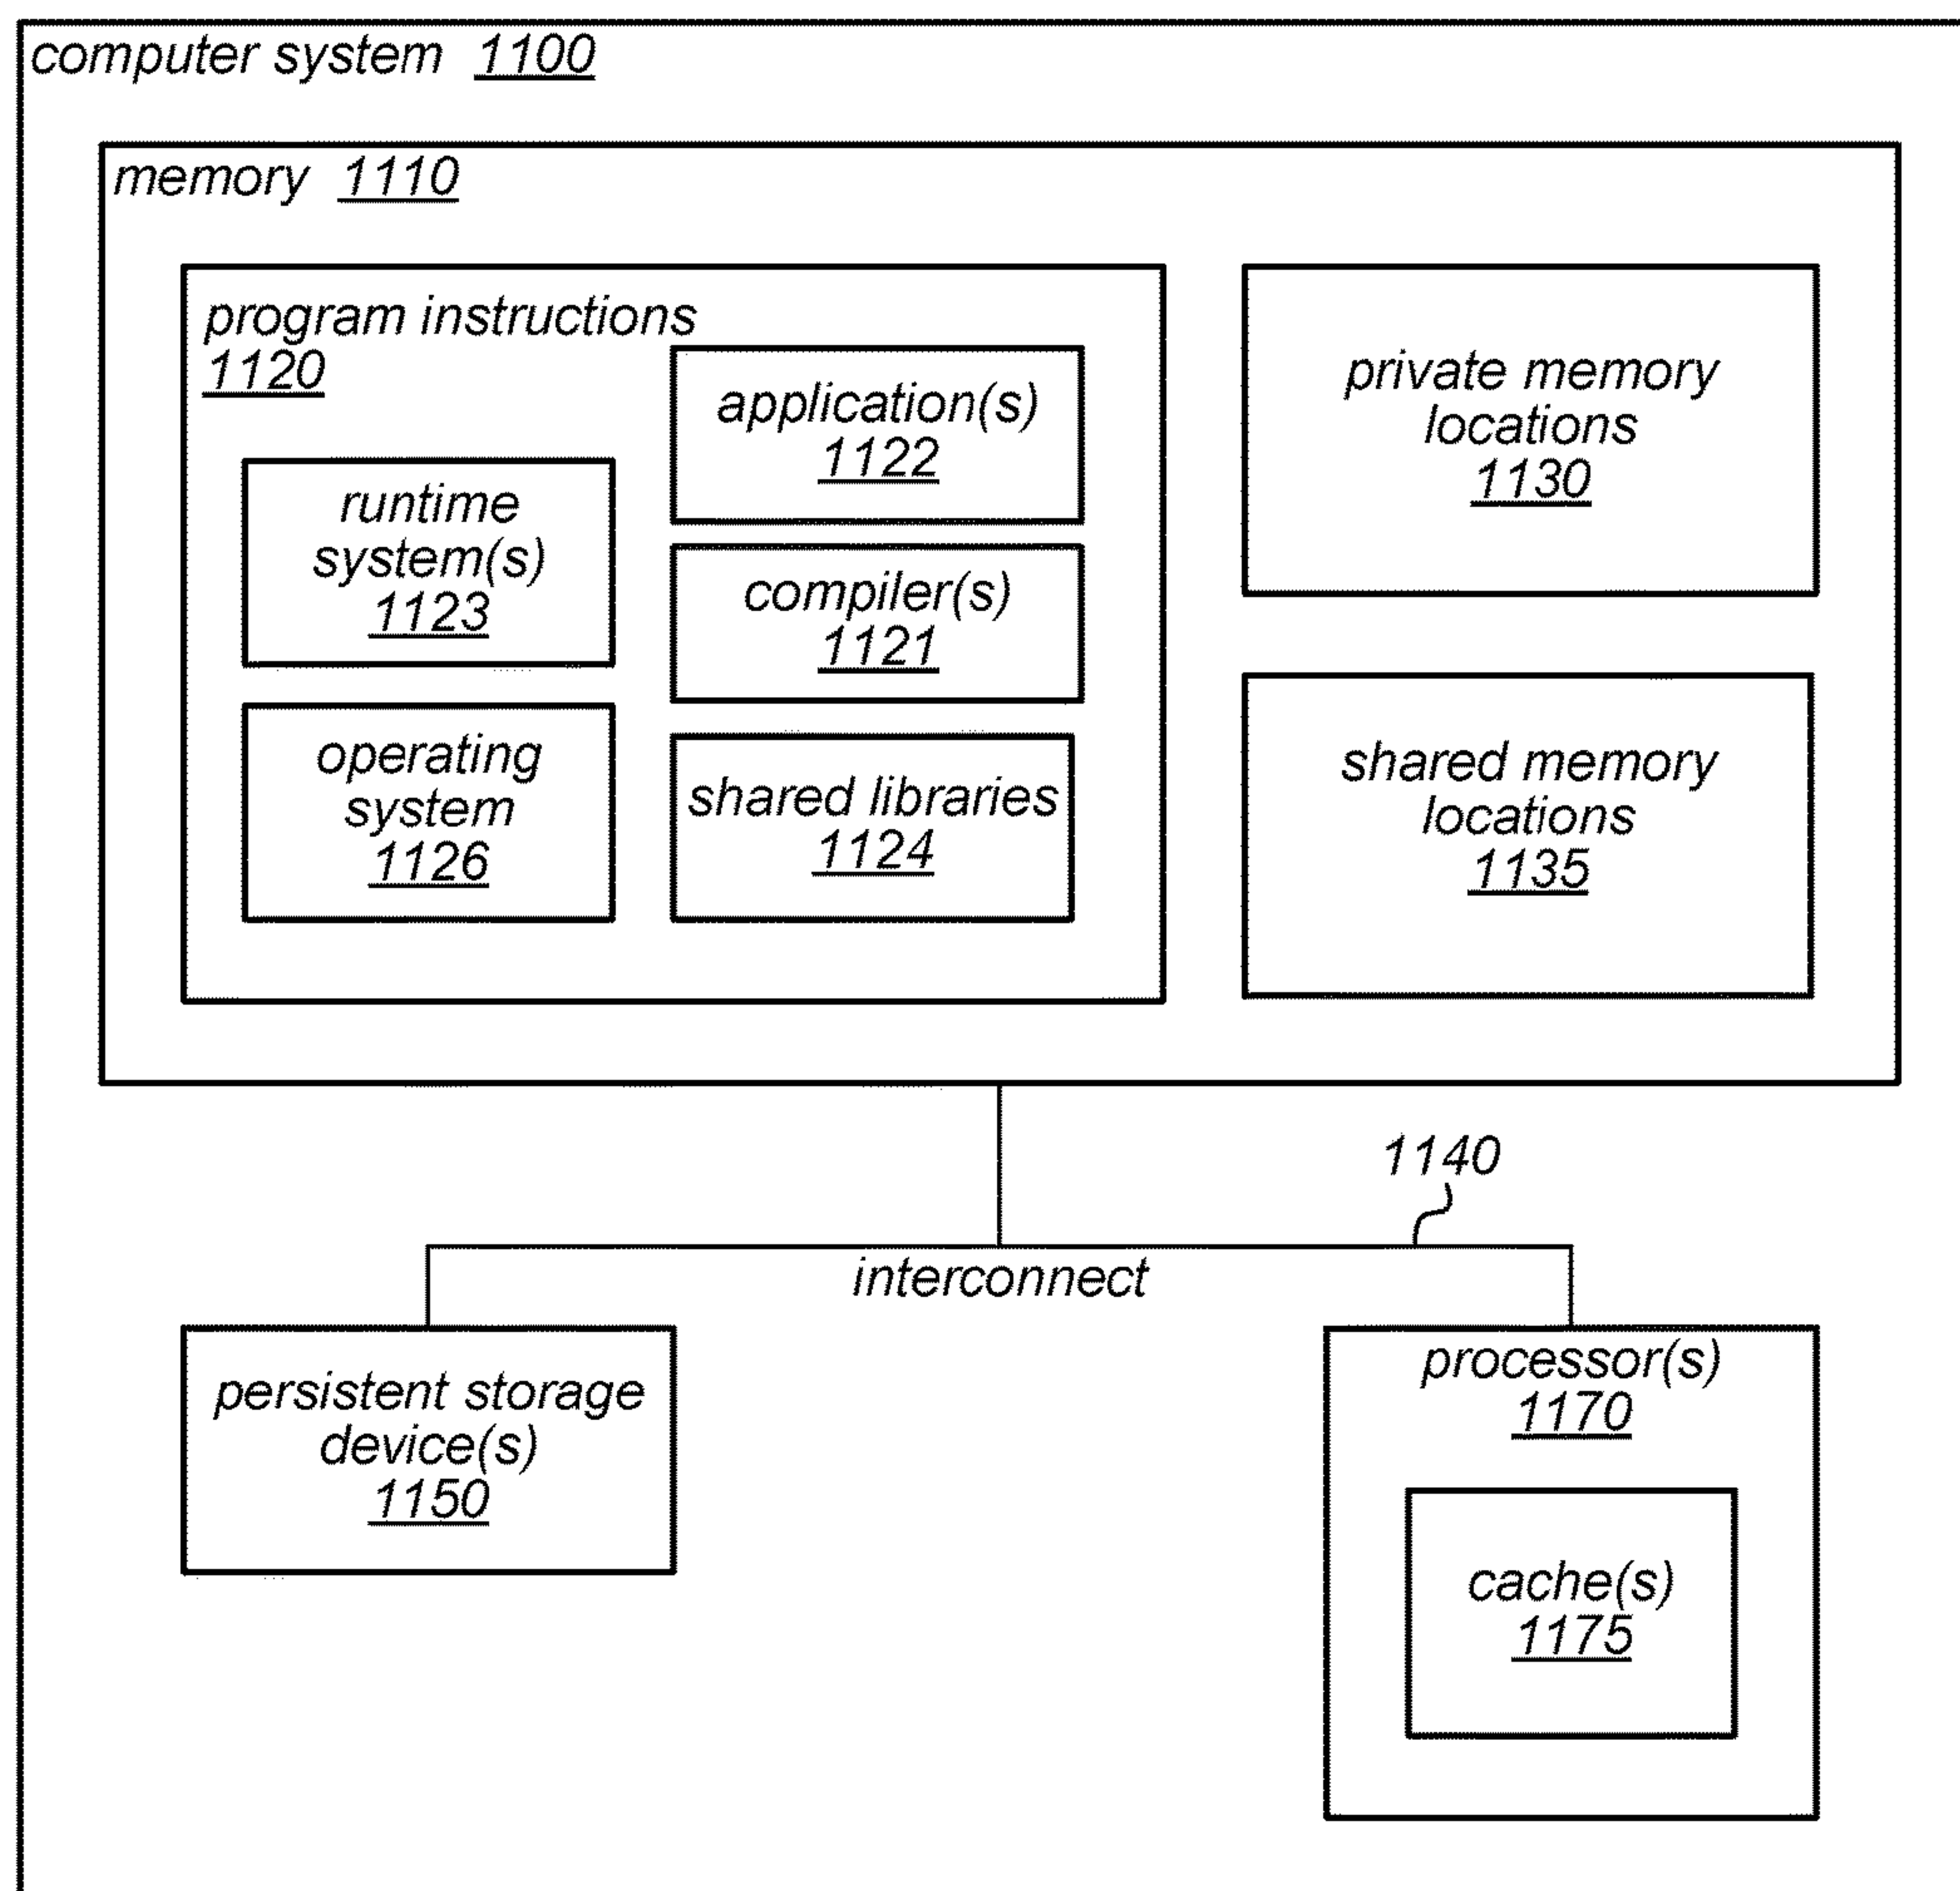 computer system 1100
memory 1110
program instructions
1120
application(s)
1122
runtime
system(s)
1123
compiler(s)
1121
operating
system
1126
shared libraries
1124
private memory
locations
1130
shared memory
locations
1135
1140
interconnect
persistent storage
device(s)
1150
processor(s)
1170
cache(s)
1175